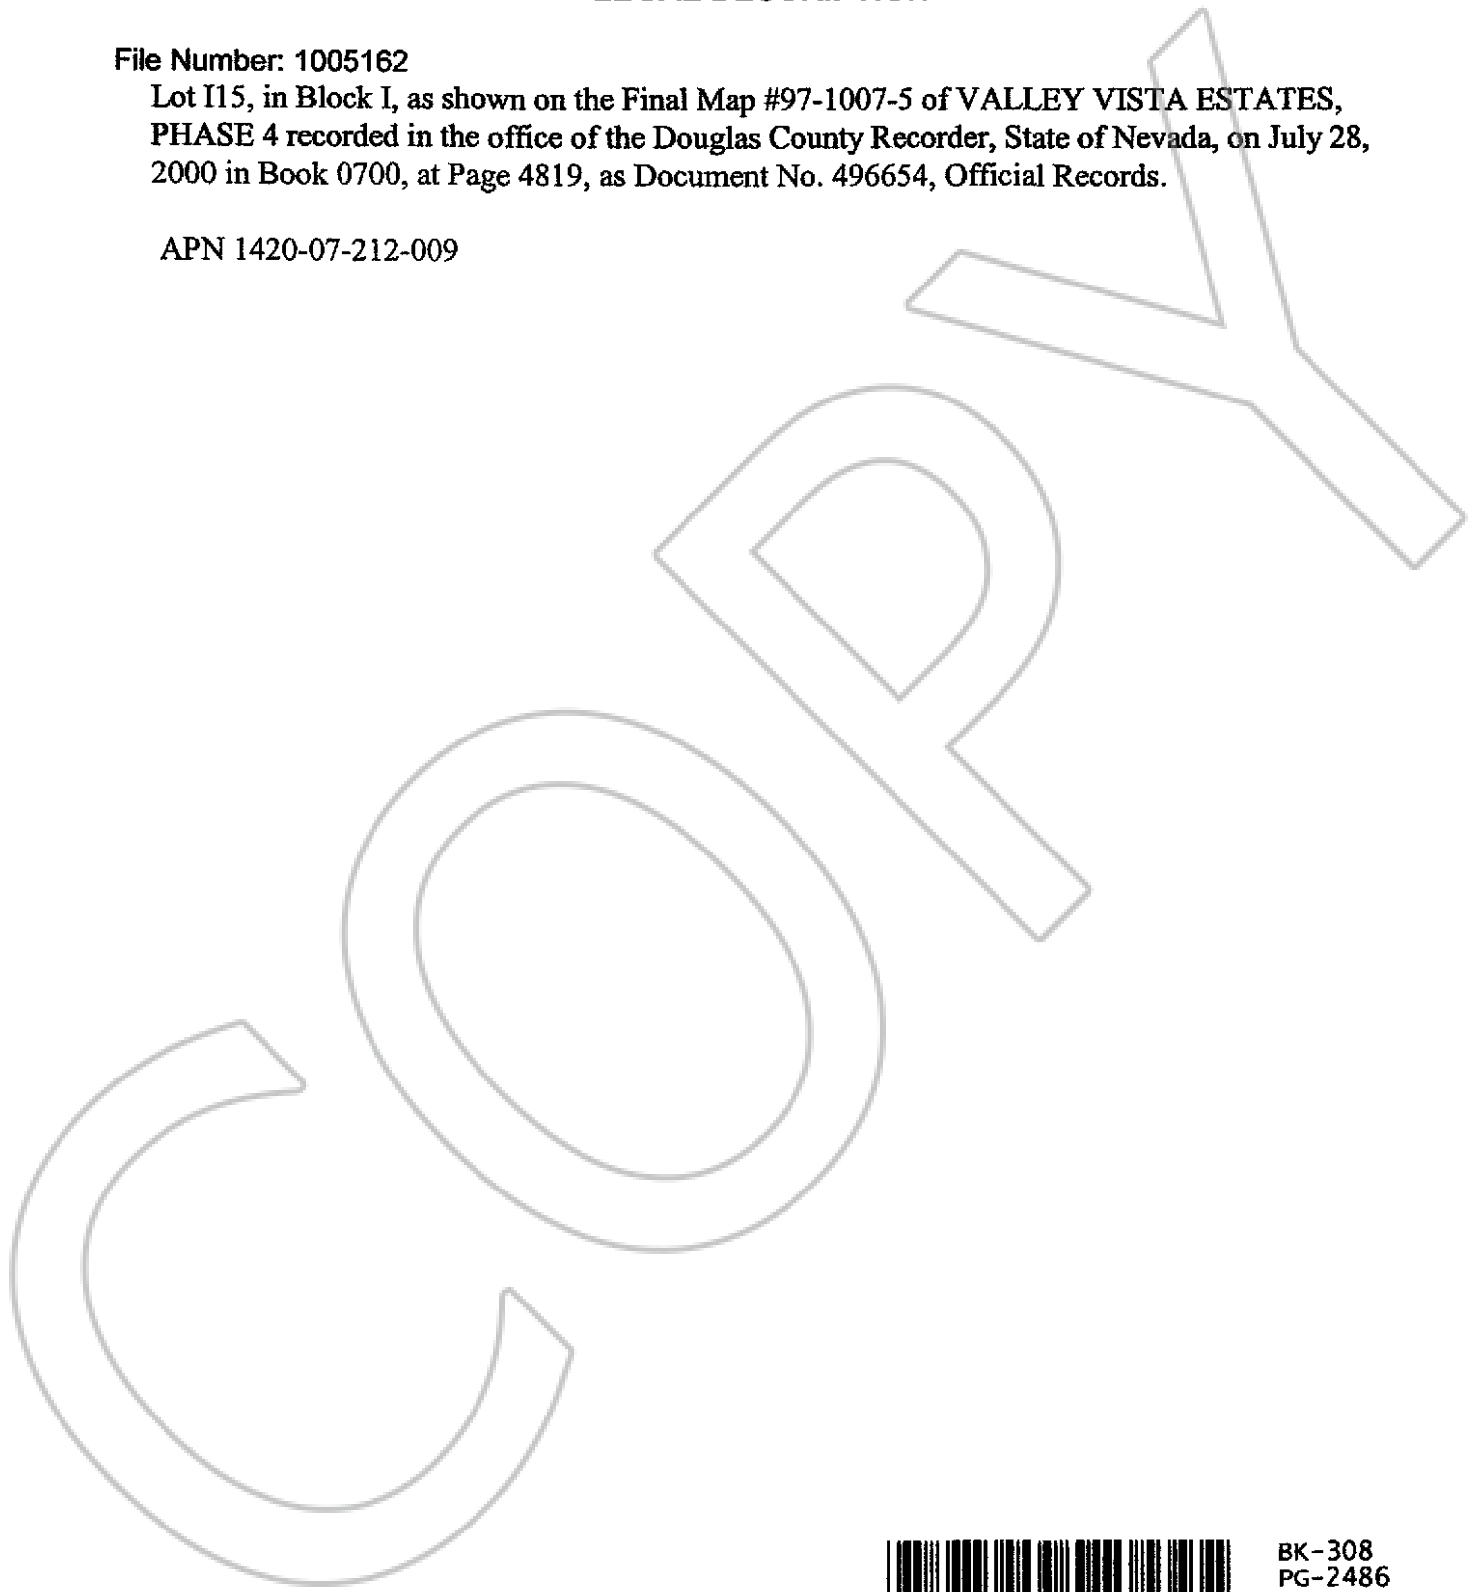 File Number: 1005162
Lot I15, in Block I, as shown on the Final Map #97-1007-5 of VALLEY VISTA ESTATES,
PHASE 4 recorded in the office of the Douglas County Recorder, State of Nevada, on July 28,
2000 in Book 0700, at Page 4819, as Document No. 496654, Official Records.
APN 1420-07-212-009
COPY
BK-308
PG-2486